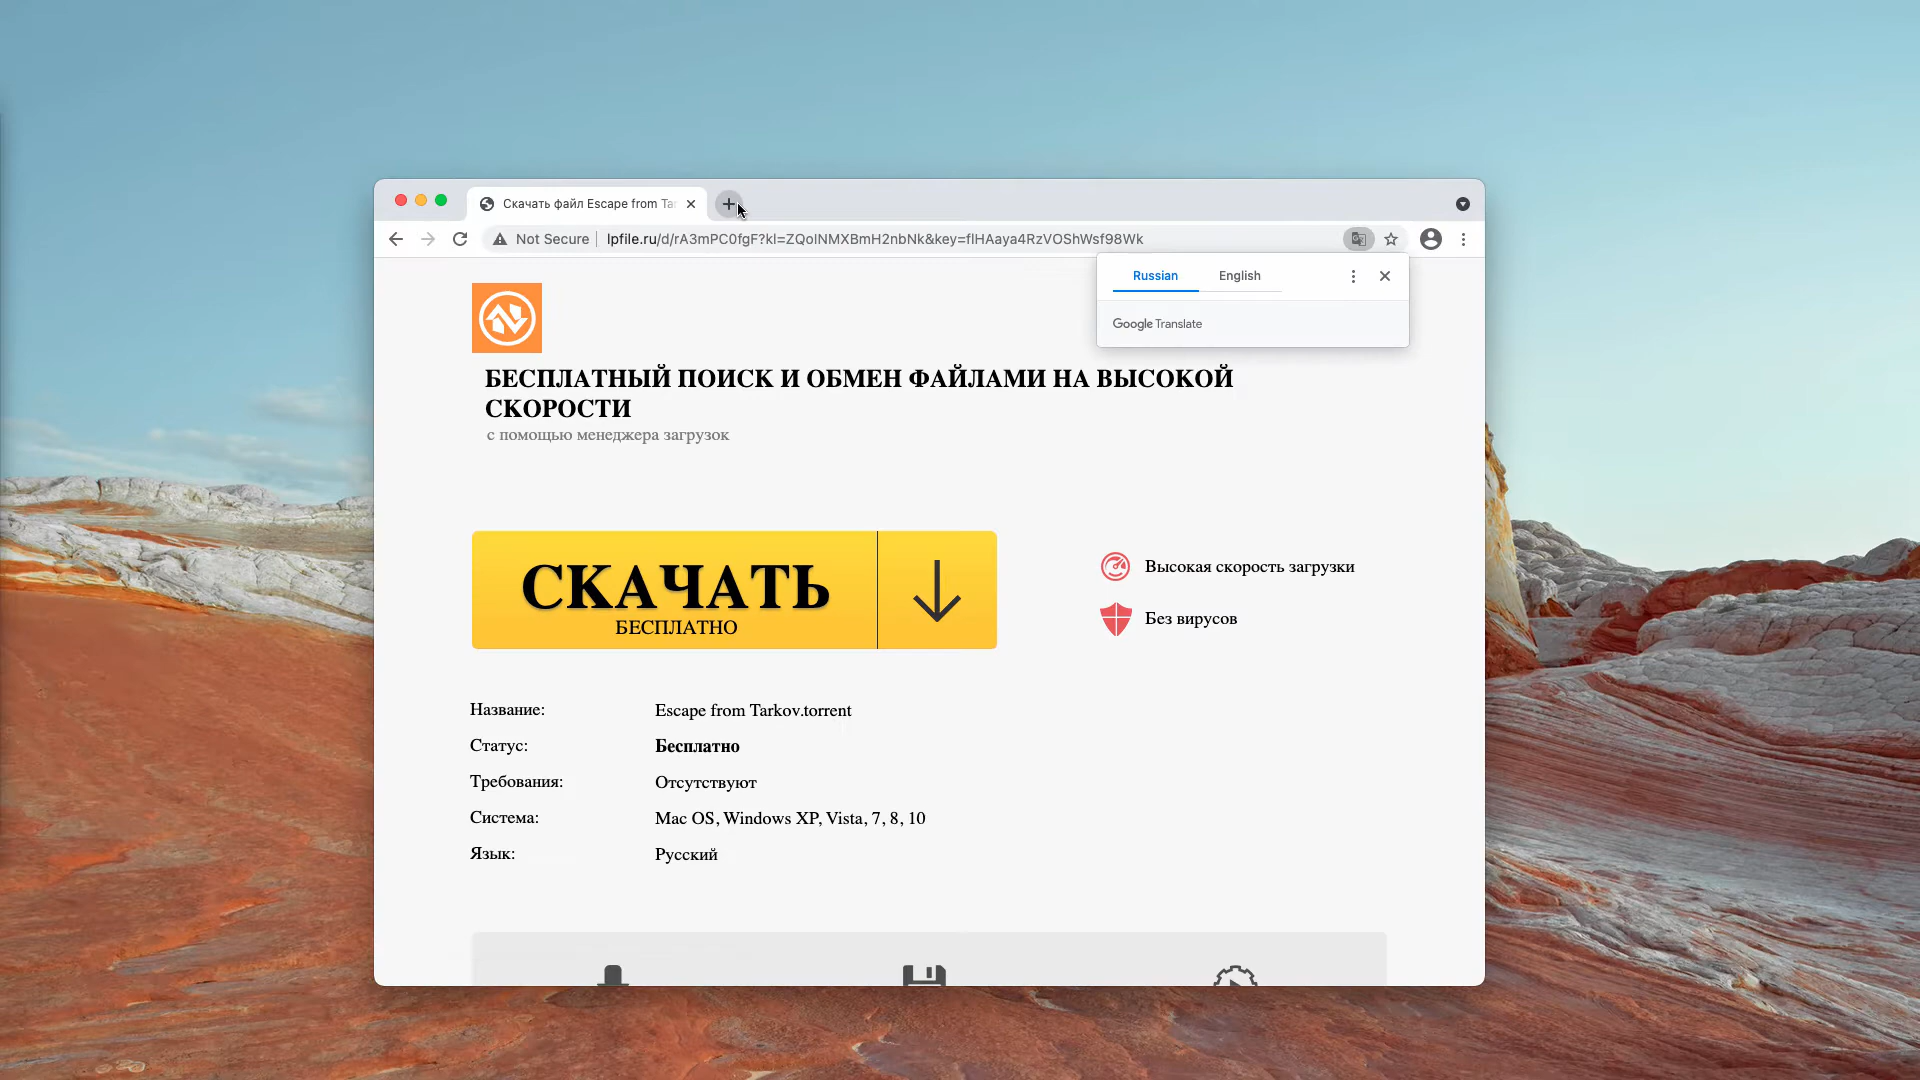 Скачать файл Escape from Tar
Not Secure
lpfile.ru/d/rA3mPC0fgF?kl=ZQolNMXBmH2nbNk&key=flHAaya4RzVOShWsf98Wk
Russian
English
Google Translate
БЕСПЛАТНЫЙ ПОИСК И ОБМЕН ФАЙЛАМИ НА ВЫСОКОЙ
СКОРОСТИ
с помощью менеджера загрузок
СКАЧАТЬ
БЕСПЛАТНО
Высокая скорость загрузки
Без вирусов
Название: Escape from Tarkov.torrent
Статус: Бесплатно
Требования: Отсутствуют
Система: Mac OS, Windows XP, Vista, 7, 8, 10
Язык: Русский